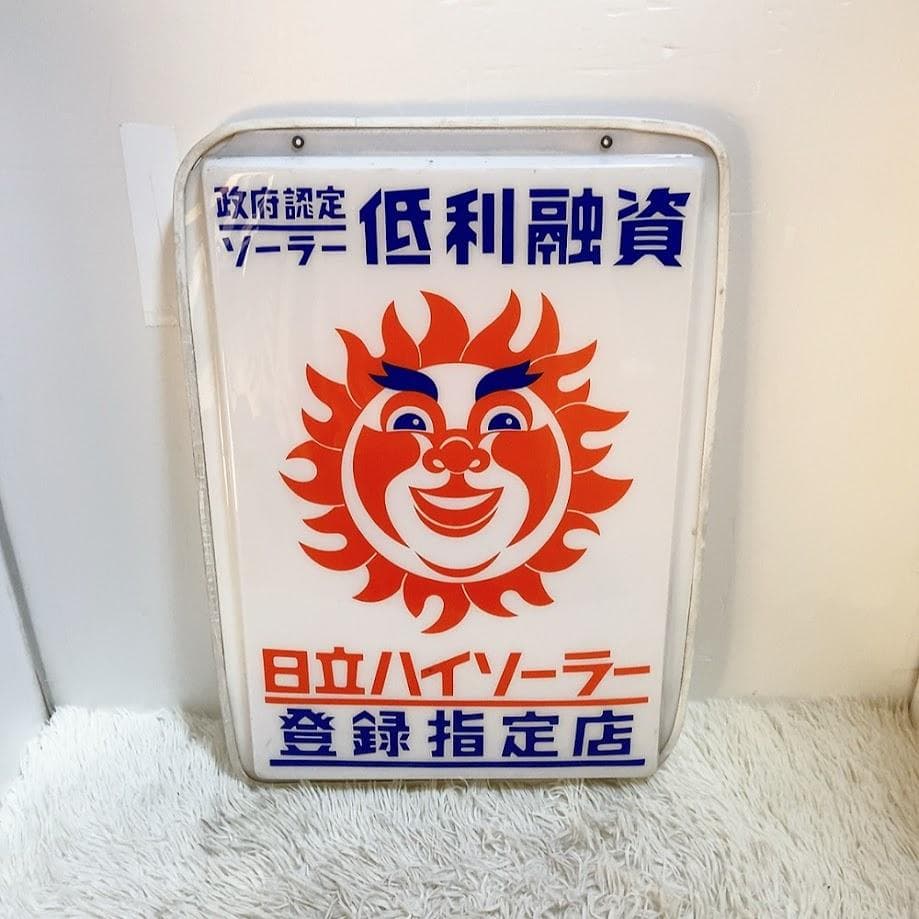 政府認定
ソーラー
低利融資
日立ハイソーラー
登録指定店